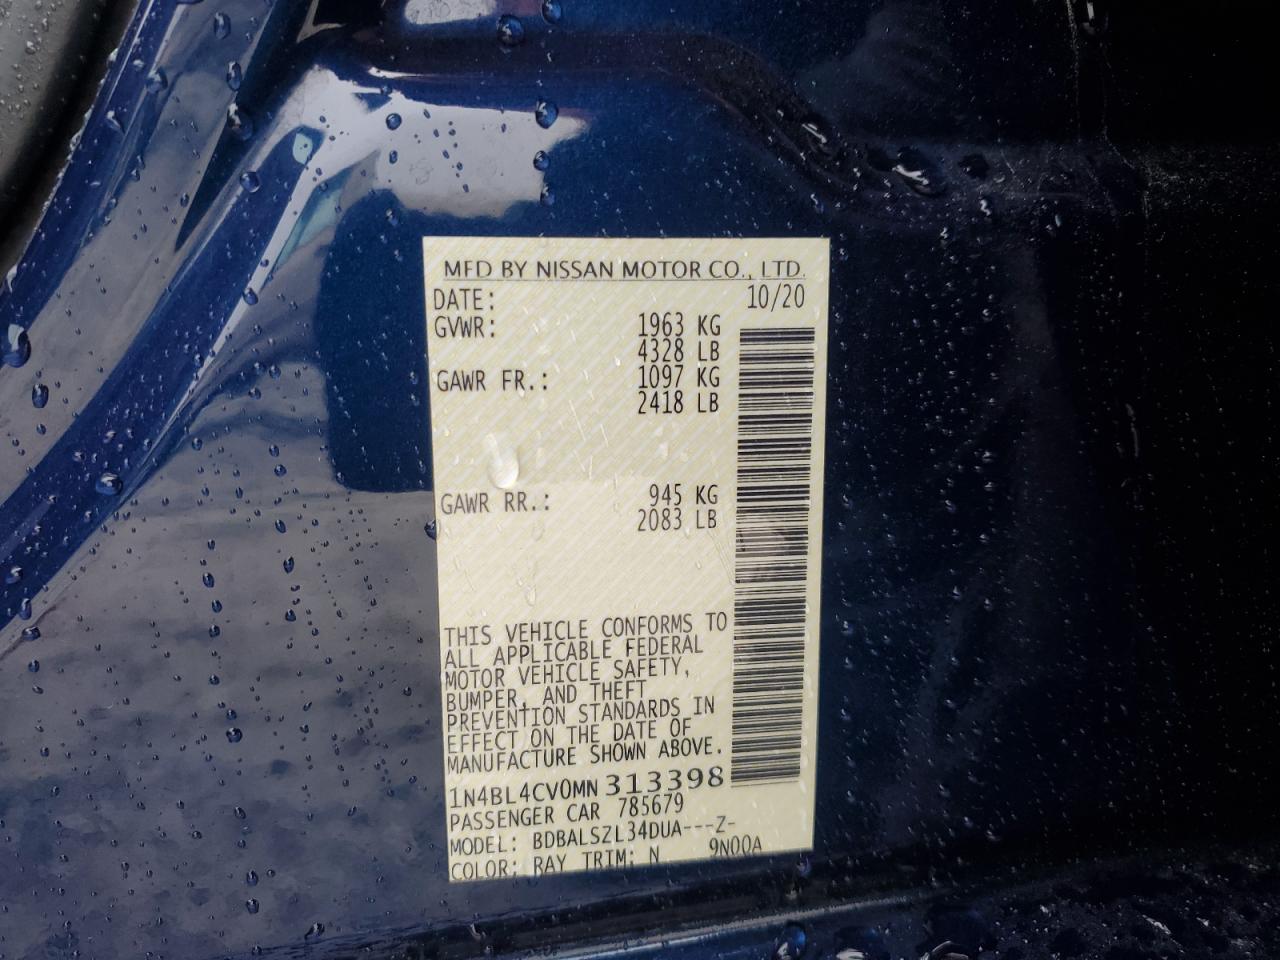 MFD BY NISSAN MOTOR CO., LTD.
DATE: 10/20
GVWR: 1963 KG
4328 LB
GAWR FR.: 1097 KG
2418 LB
GAWR RR.: 945 KG
2083 LB
THIS VEHICLE CONFORMS TO
ALL APPLICABLE FEDERAL
MOTOR VEHICLE SAFETY,
BUMPER, AND THEFT
PREVENTION STANDARDS IN
EFFECT ON THE DATE OF
MANUFACTURE SHOWN ABOVE.
1N4BL4CV0MN313398
PASSENGER CAR 785679
MODEL: BDBALSZL34DUA---Z-
COLOR: RAY TRIM: N 9N00A